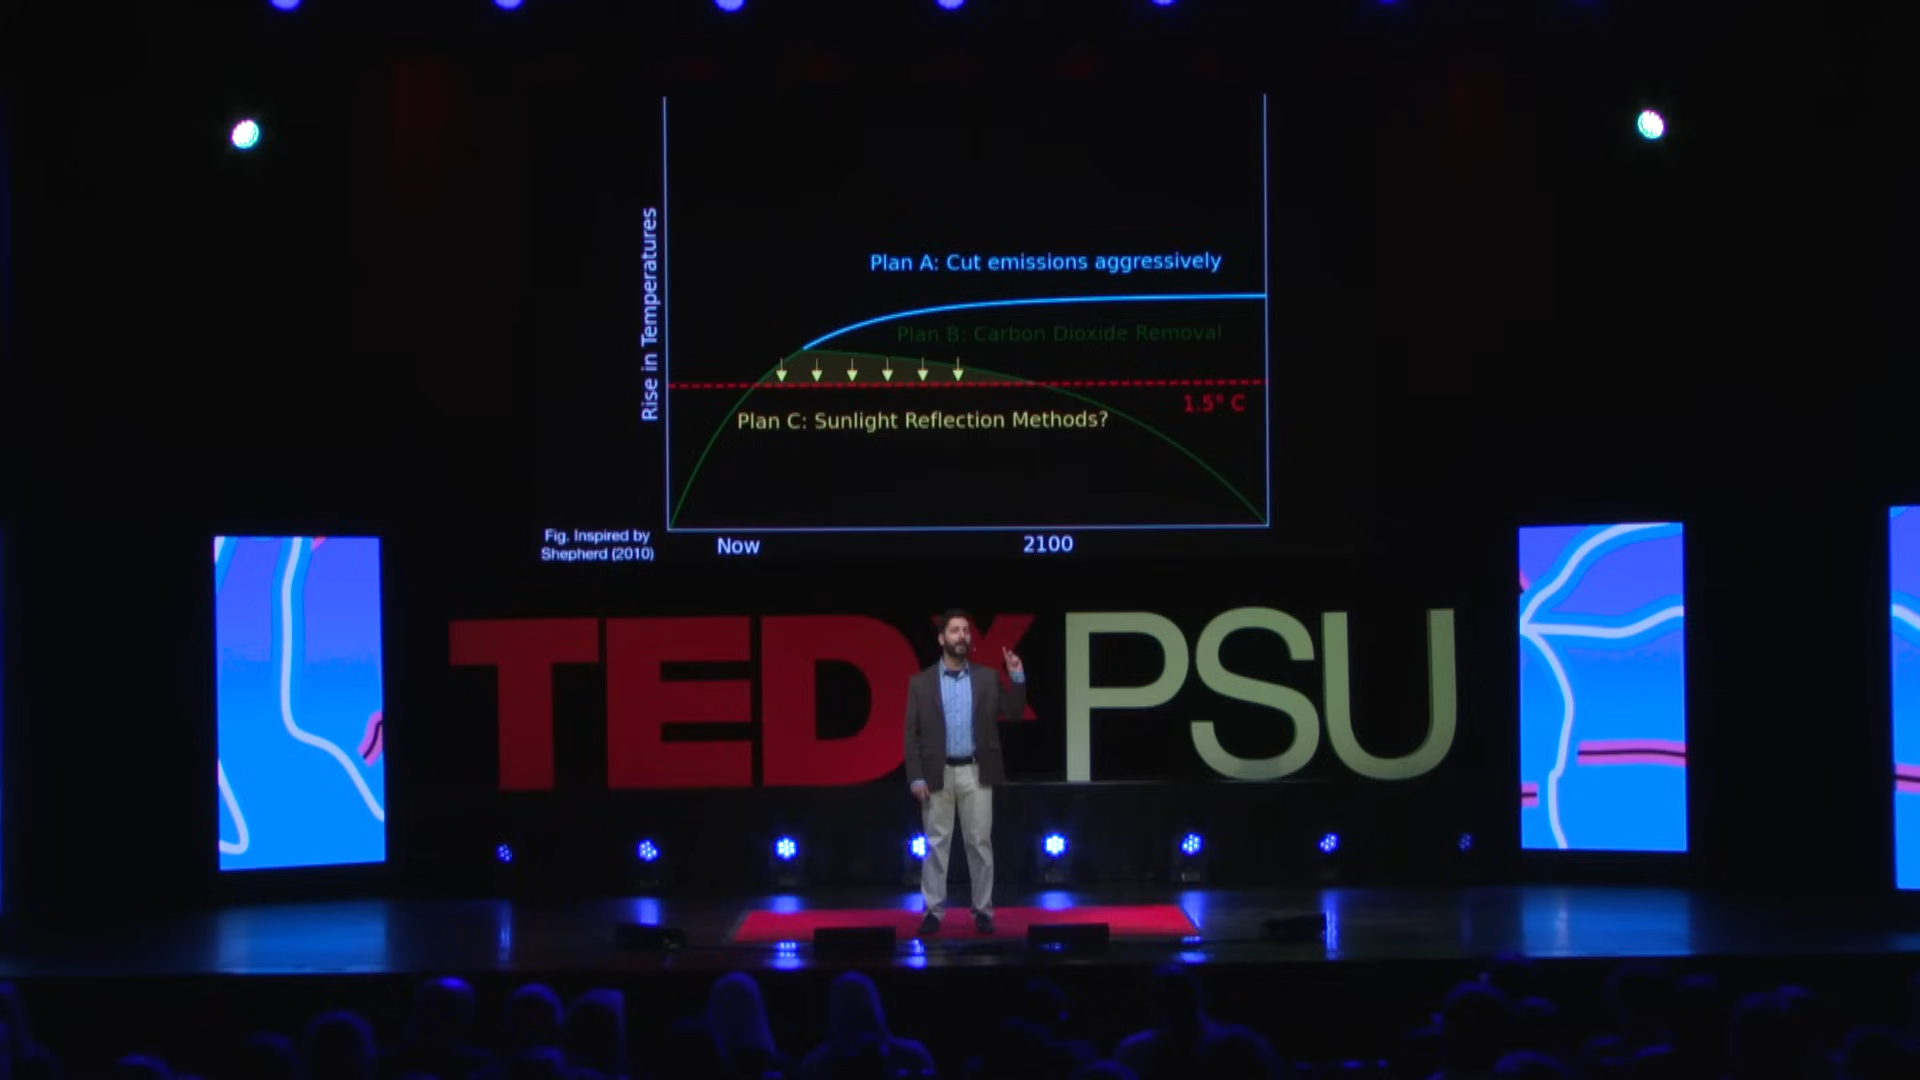 Plan A: Cut emissions aggressively
Plan B: Carbon Dioxide Removal
Rise in Temperatures
1.5° C
Plan C: Sunlight Reflection Methods?
Fig. Inspired by
Shepherd (2010)
Now
2100
TEDx PSU